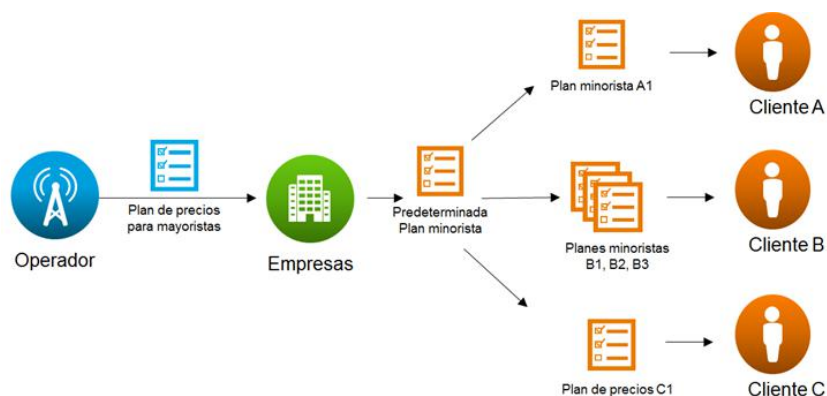 Plan minorista A1
Cliente A
Plan de precios
para mayoristas
Operador
Empresas
Predeterminada
Plan minorista
Planes minoristas
B1, B2, B3
Cliente B
Plan de precios C1
Cliente C